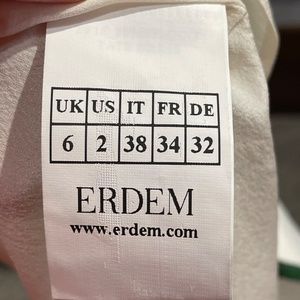 UK US IT FR DE
6 2 38 34 32
ERDEM
www.erdem.com